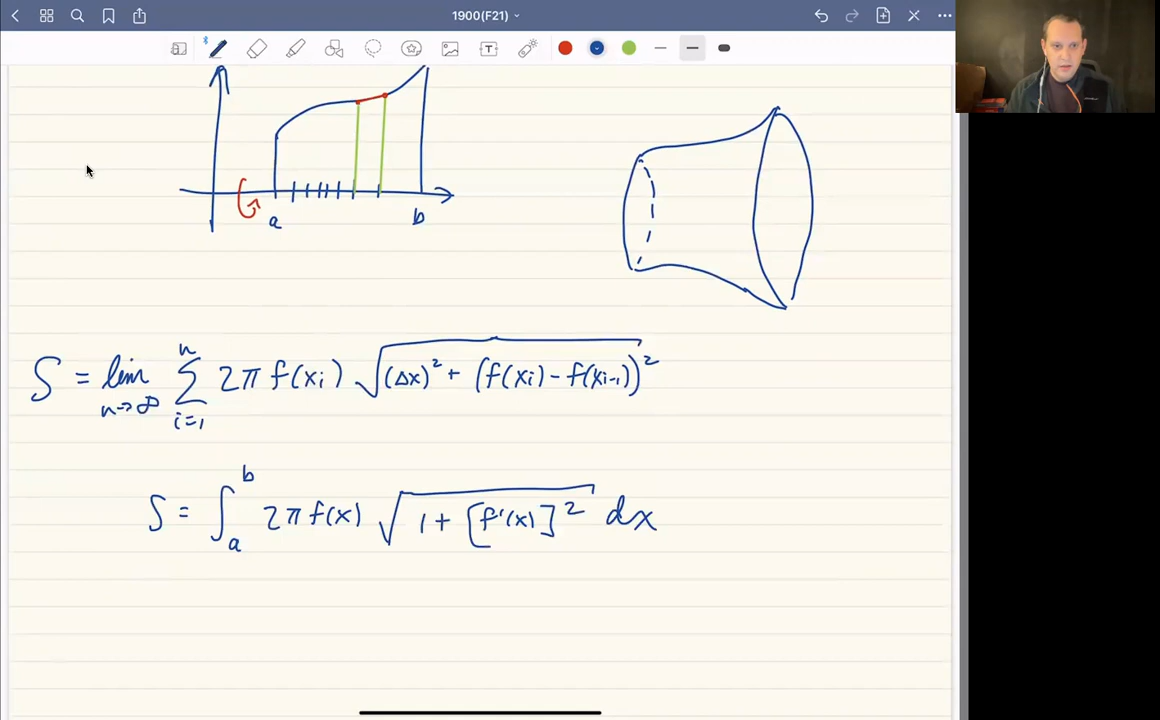 1900(F21)
a b
S = lim n→∞ n Σ i=1 2π f(xi) √(Δx)² + (f(xi) - f(xi-1))²
S = ∫ a b 2π f(x) √1 + [f'(x)]² dx